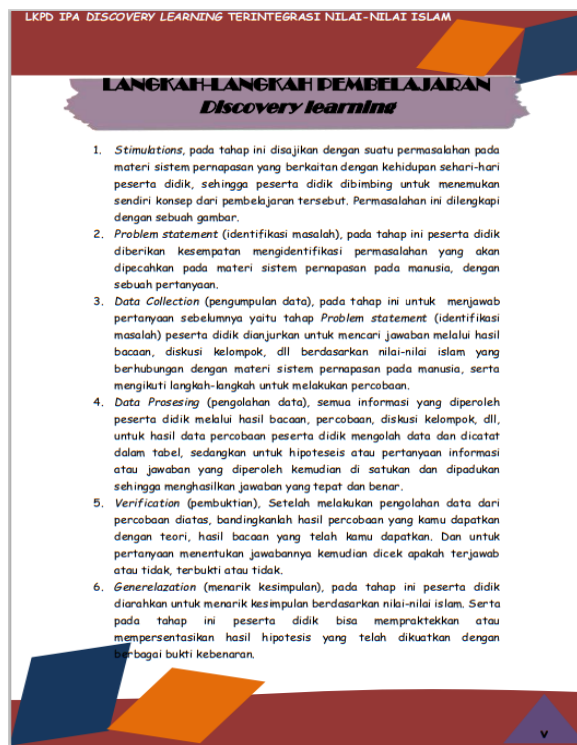 LKPD IPA DISCOVERY LEARNING TERINTEGRASI NILAI-NILAI ISLAM
LANGKAH-LANGKAH PEMBELAJARAN
Discovery learning
1. Stimulations, pada tahap ini disajikan dengan suatu permasalahan pada
materi sistem pernapasan yang berkaitan dengan kehidupan sehari-hari
peserta didik, sehingga peserta didik dibimbing untuk menemukan
sendiri konsep dari pembelajaran tersebut. Permasalahan ini dilengkapi
dengan sebuah gambar.
2. Problem statement (identifikasi masalah), pada tahap ini peserta didik
diberikan kesempatan mengidentifikasi permasalahan yang akan
dipecahkan pada materi sistem pernapasan pada manusia, dengan
sebuah pertanyaan.
3. Data Collection (pengumpulan data), pada tahap ini untuk menjawab
pertanyaan sebelumnya yaitu tahap Problem statement (identifikasi
masalah) peserta didik dianjurkan untuk mencari jawaban melalui hasil
bacaan, diskusi kelompok, dll berdasarkan nilai-nilai islam yang
berhubungan dengan materi sistem pernapasan pada manusia, serta
mengikuti langkah-langkah untuk melakukan percobaan.
4. Data Prosesing (pengolahan data), semua informasi yang diperoleh
peserta didik melalui hasil bacaan, percobaan, diskusi kelompok, dll,
untuk hasil data percobaan peserta didik mengolah data dan dicatat
dalam tabel, sedangkan untuk hipoteseis atau pertanyaan informasi
atau jawaban yang diperoleh kemudian di satukan dan dipadukan
sehingga menghasilkan jawaban yang tepat dan benar.
5. Verification (pembuktian), Setelah melakukan pengolahan data dari
percobaan diatas, bandingkanlah hasil percobaan yang kamu dapatkan
dengan teori, hasil bacaan yang telah kamu dapatkan. Dan untuk
pertanyaan menentukan jawabannya kemudian dicek apakah terjawab
atau tidak, terbukti atau tidak.
6. Generelazation (menarik kesimpulan), pada tahap ini peserta didik
diarahkan untuk menarik kesimpulan berdasarkan nilai-nilai islam. Serta
pada tahap ini peserta didik bisa mempraktekkan atau
mempersentasikan hasil hipotesis yang telah dikuatkan dengan
berbagai bukti kebenaran.
v